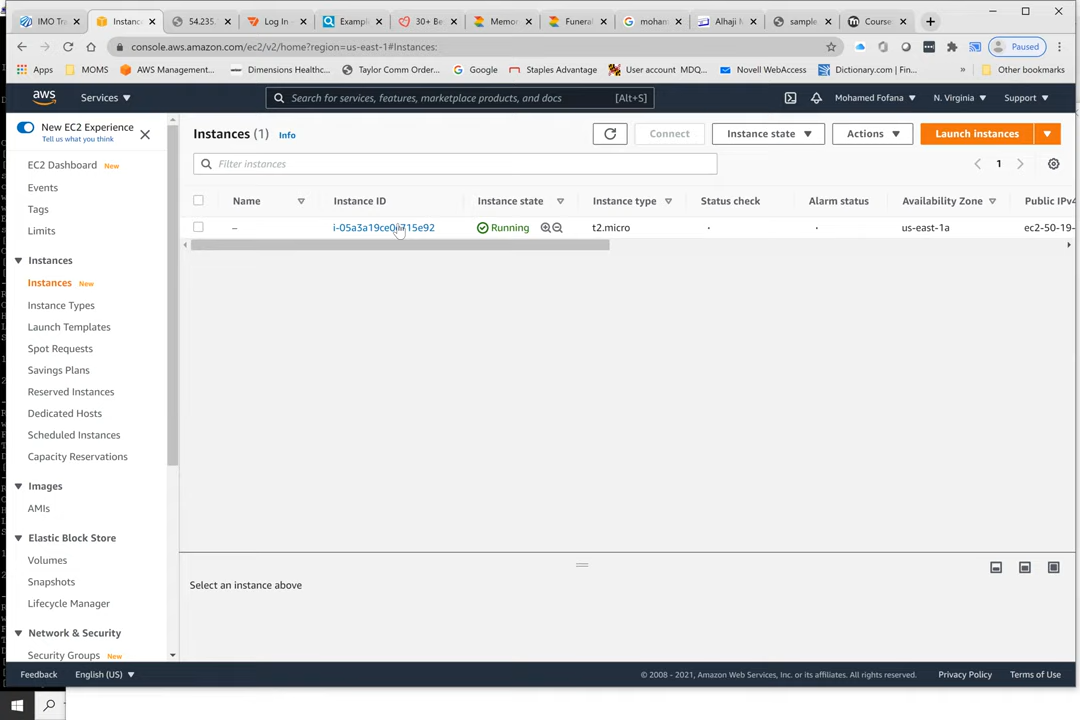 IMO Tra
Instanc
54.235.
Log In -
Exampl
30+ Be
Memor
Funeral
moham
Alhaji M
sample
Course
console.aws.amazon.com/ec2/v2/home?region=us-east-1#Instances:
Paused
Apps
MOMS
AWS Management...
Dimensions Healthc...
Taylor Comm Order...
Google
Staples Advantage
User account MDQ...
Novell WebAccess
Dictionary.com | Fin...
»
Other bookmarks
aws
Services
Search for services, features, marketplace products, and docs
[Alt+S]
Mohamed Fofana
N. Virginia
Support
New EC2 Experience
Tell us what you think
EC2 Dashboard New
Events
Tags
Limits
Instances
Instances New
Instance Types
Launch Templates
Spot Requests
Savings Plans
Reserved Instances
Dedicated Hosts
Scheduled Instances
Capacity Reservations
Images
AMIs
Elastic Block Store
Volumes
Snapshots
Lifecycle Manager
Network & Security
Security Groups New
Instances (1) Info
Connect
Instance state
Actions
Launch instances
Filter instances
1
Name
Instance ID
Instance state
Instance type
Status check
Alarm status
Availability Zone
Public IPv4
–
Running
t2.micro
us-east-1a
ec2-50-19-
Select an instance above
Feedback
English (US)
© 2008 - 2021, Amazon Web Services, Inc. or its affiliates. All rights reserved.
Privacy Policy
Terms of Use